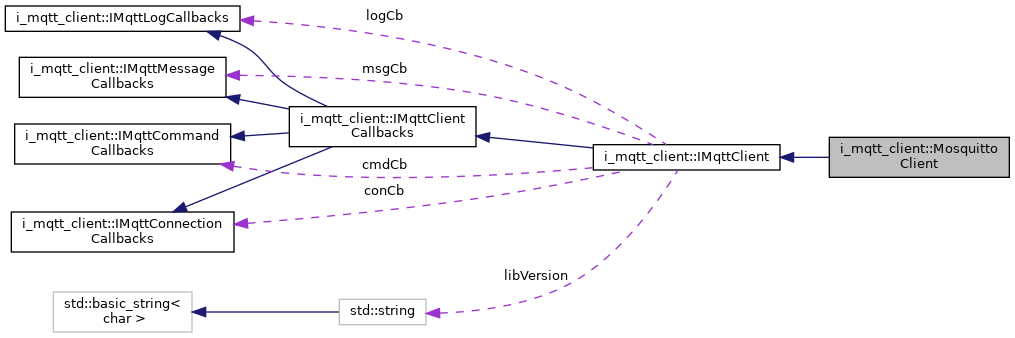 i_mqtt_client::IMqttLogCallbacks
logCb
i_mqtt_client::IMqttMessage
Callbacks
msgCb
i_mqtt_client::IMqttClient
Callbacks
i_mqtt_client::IMqttCommand
Callbacks
cmdCb
i_mqtt_client::IMqttClient
i_mqtt_client::Mosquitto
Client
conCb
i_mqtt_client::IMqttConnection
Callbacks
libVersion
std::basic_string<
char >
std::string